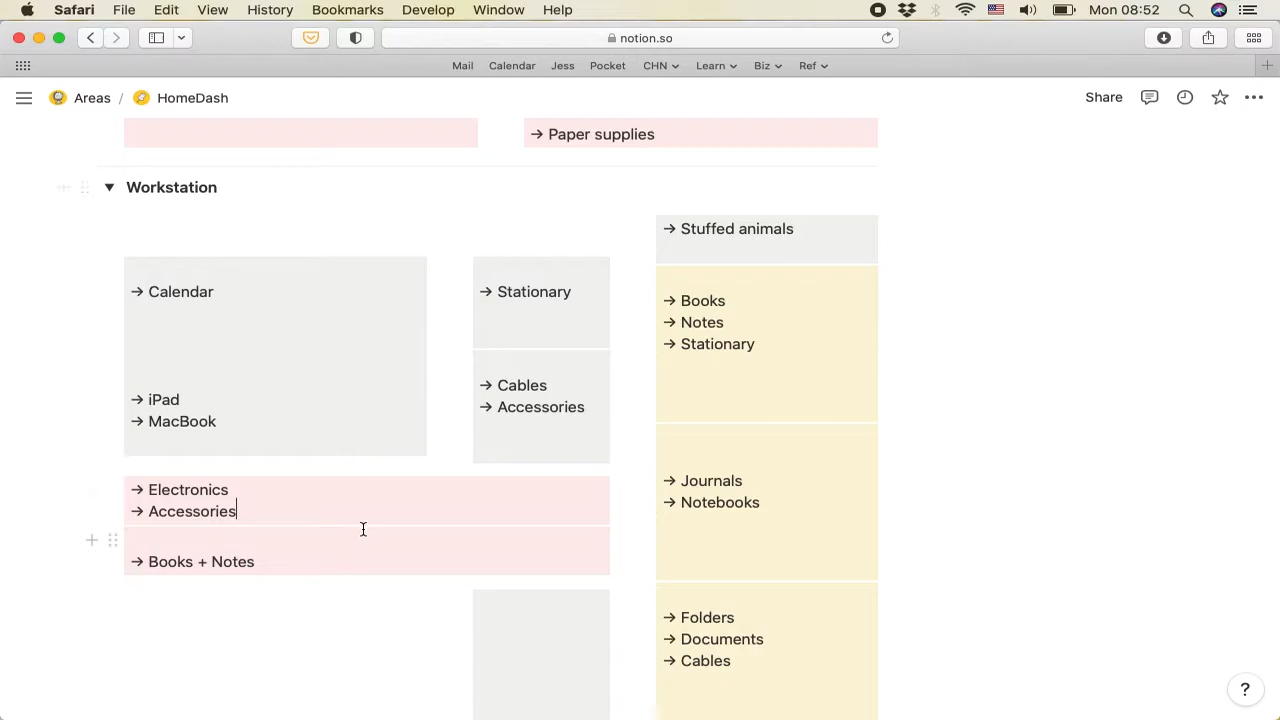 Safari File Edit View History Bookmarks Develop Window Help Mon 08:52
notion.so
Mail Calendar Jess Pocket CHN Learn Biz Ref
Areas / HomeDash Share
→ Paper supplies
Workstation
→ Stuffed animals
→ Calendar
→ iPad
→ MacBook
→ Stationary
→ Cables
→ Accessories
→ Electronics
→ Accessories
→ Books + Notes
→ Books
→ Notes
→ Stationary
→ Journals
→ Notebooks
→ Folders
→ Documents
→ Cables
?